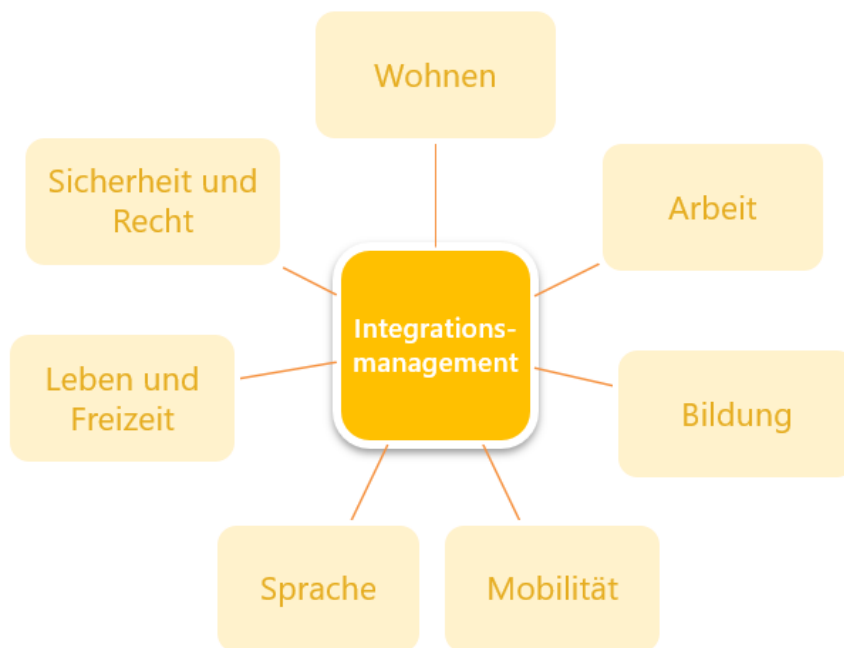 Wohnen
Sicherheit und
Recht
Arbeit
Integrations-
management
Leben und
Freizeit
Bildung
Sprache
Mobilität